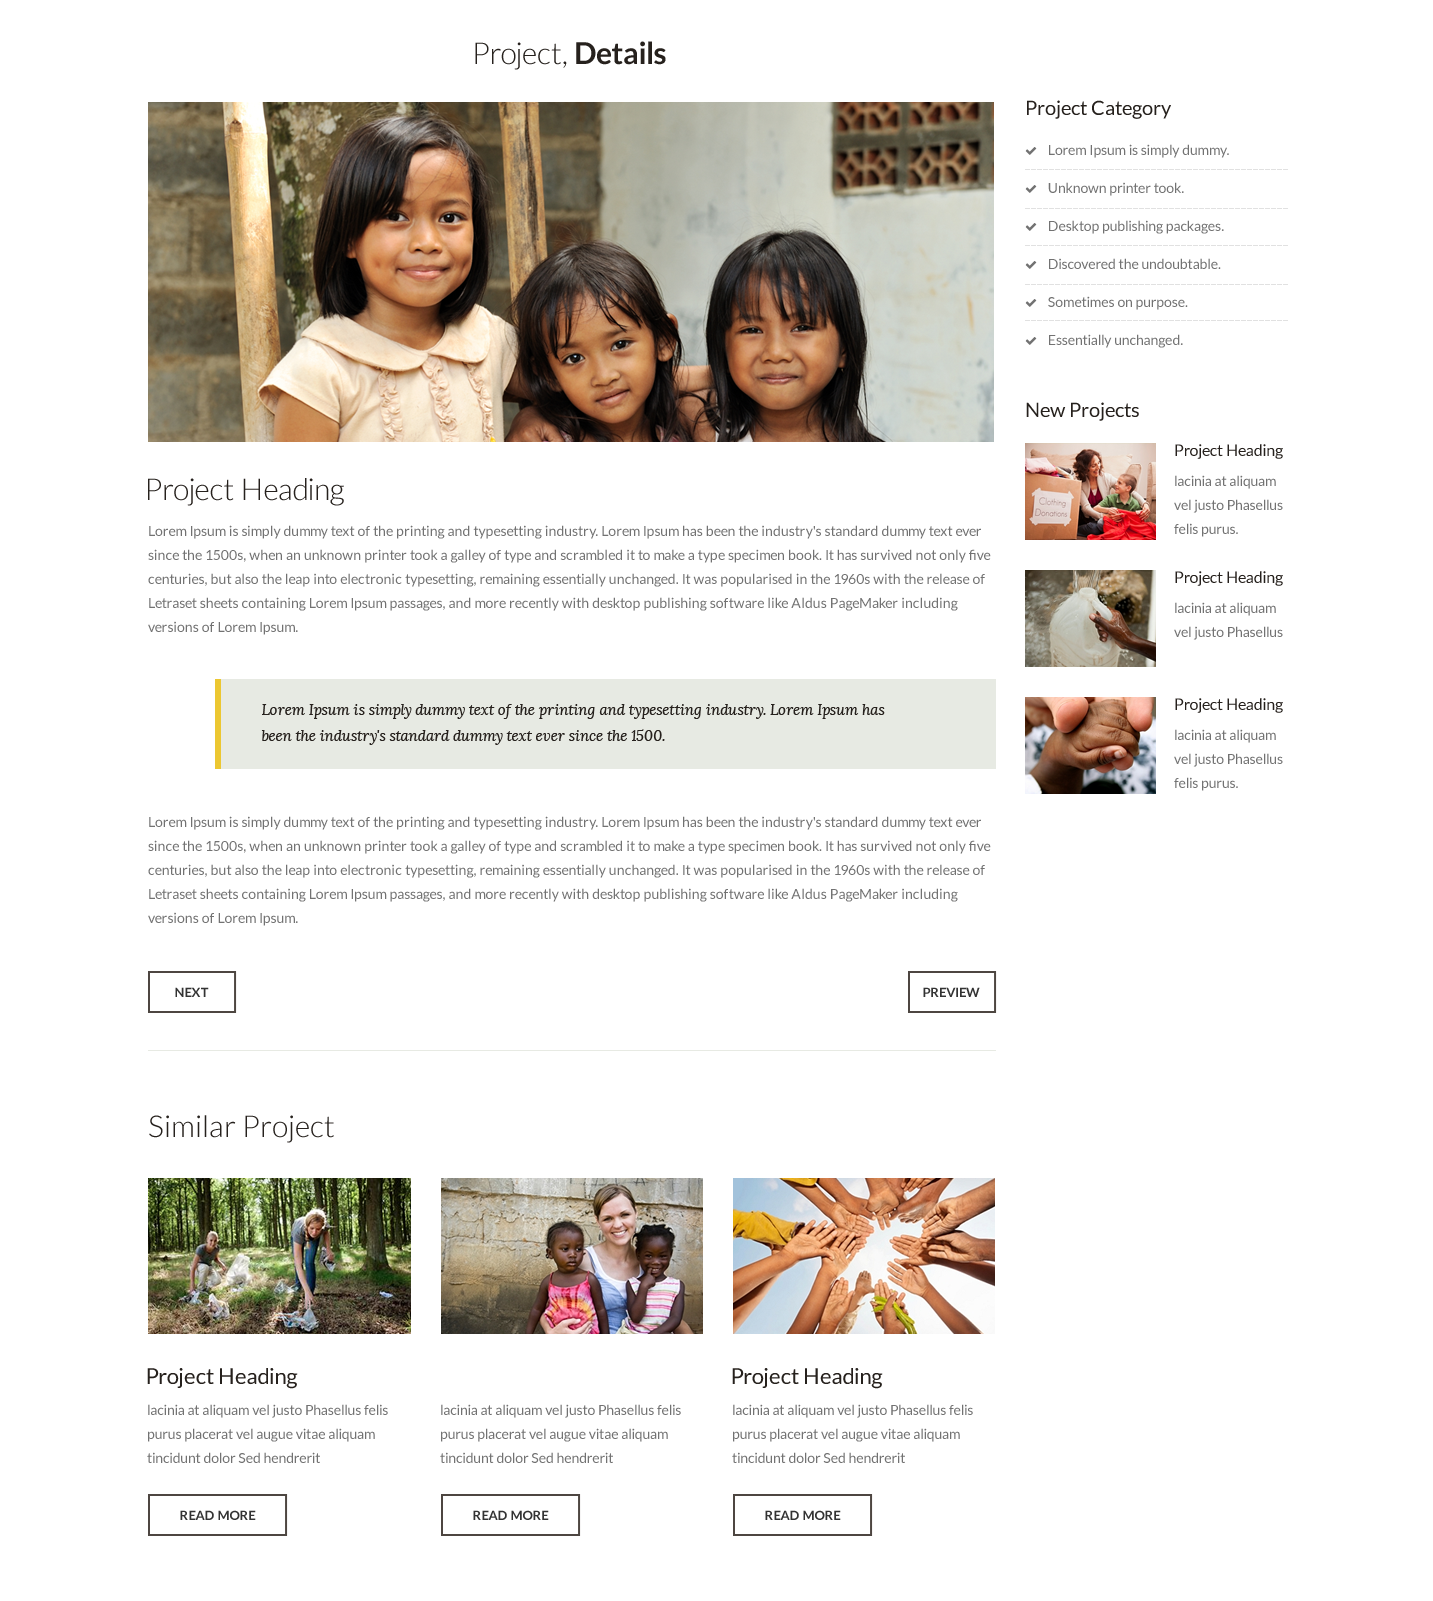 Project, Details
Project Heading
Lorem Ipsum is simply dummy text of the printing and typesetting industry. Lorem Ipsum has been the industry's standard dummy text ever
since the 1500s, when an unknown printer took a galley of type and scrambled it to make a type specimen book. It has survived not only five
centuries, but also the leap into electronic typesetting, remaining essentially unchanged. It was popularised in the 1960s with the release of
Letraset sheets containing Lorem Ipsum passages, and more recently with desktop publishing software like Aldus PageMaker including
versions of Lorem Ipsum.
Lorem Ipsum is simply dummy text of the printing and typesetting industry. Lorem Ipsum has
been the industry's standard dummy text ever since the 1500.
Lorem Ipsum is simply dummy text of the printing and typesetting industry. Lorem Ipsum has been the industry's standard dummy text ever
since the 1500s, when an unknown printer took a galley of type and scrambled it to make a type specimen book. It has survived not only five
centuries, but also the leap into electronic typesetting, remaining essentially unchanged. It was popularised in the 1960s with the release of
Letraset sheets containing Lorem Ipsum passages, and more recently with desktop publishing software like Aldus PageMaker including
versions of Lorem Ipsum.
NEXT
PREVIEW
Similar Project
Project Heading
lacinia at aliquam vel justo Phasellus felis
purus placerat vel augue vitae aliquam
tincidunt dolor Sed hendrerit
READ MORE
lacinia at aliquam vel justo Phasellus felis
purus placerat vel augue vitae aliquam
tincidunt dolor Sed hendrerit
READ MORE
Project Heading
lacinia at aliquam vel justo Phasellus felis
purus placerat vel augue vitae aliquam
tincidunt dolor Sed hendrerit
READ MORE
Project Category
Lorem Ipsum is simply dummy.
Unknown printer took.
Desktop publishing packages.
Discovered the undoubtable.
Sometimes on purpose.
Essentially unchanged.
New Projects
Clothing
Donations
Project Heading
lacinia at aliquam
vel justo Phasellus
felis purus.
Project Heading
lacinia at aliquam
vel justo Phasellus
Project Heading
lacinia at aliquam
vel justo Phasellus
felis purus.